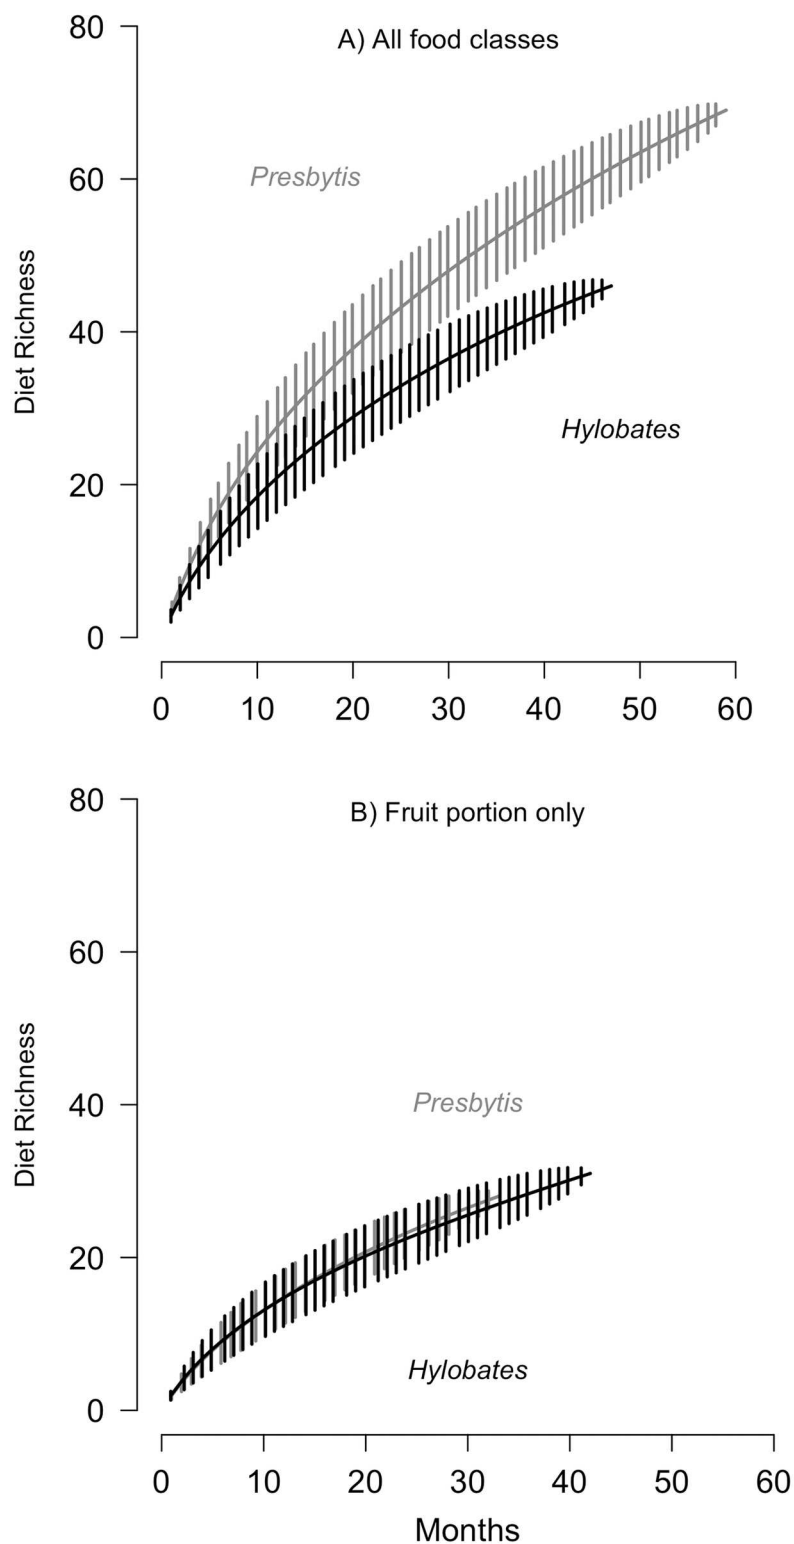 A) All food classes
Diet Richness
80
60
40
20
0
Presbytis
Hylobates
0 10 20 30 40 50 60
B) Fruit portion only
Diet Richness
80
60
40
20
0
Presbytis
Hylobates
0 10 20 30 40 50 60
Months